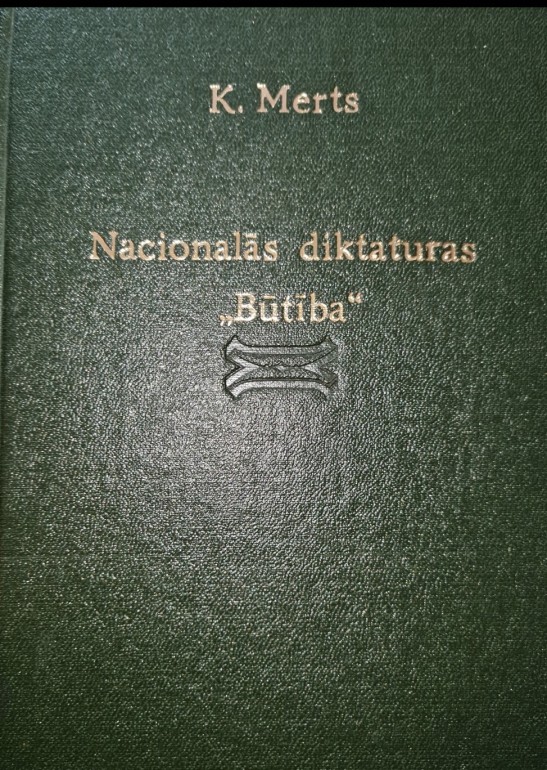 K. Merts
Nacionalās diktaturas
„Būtība“